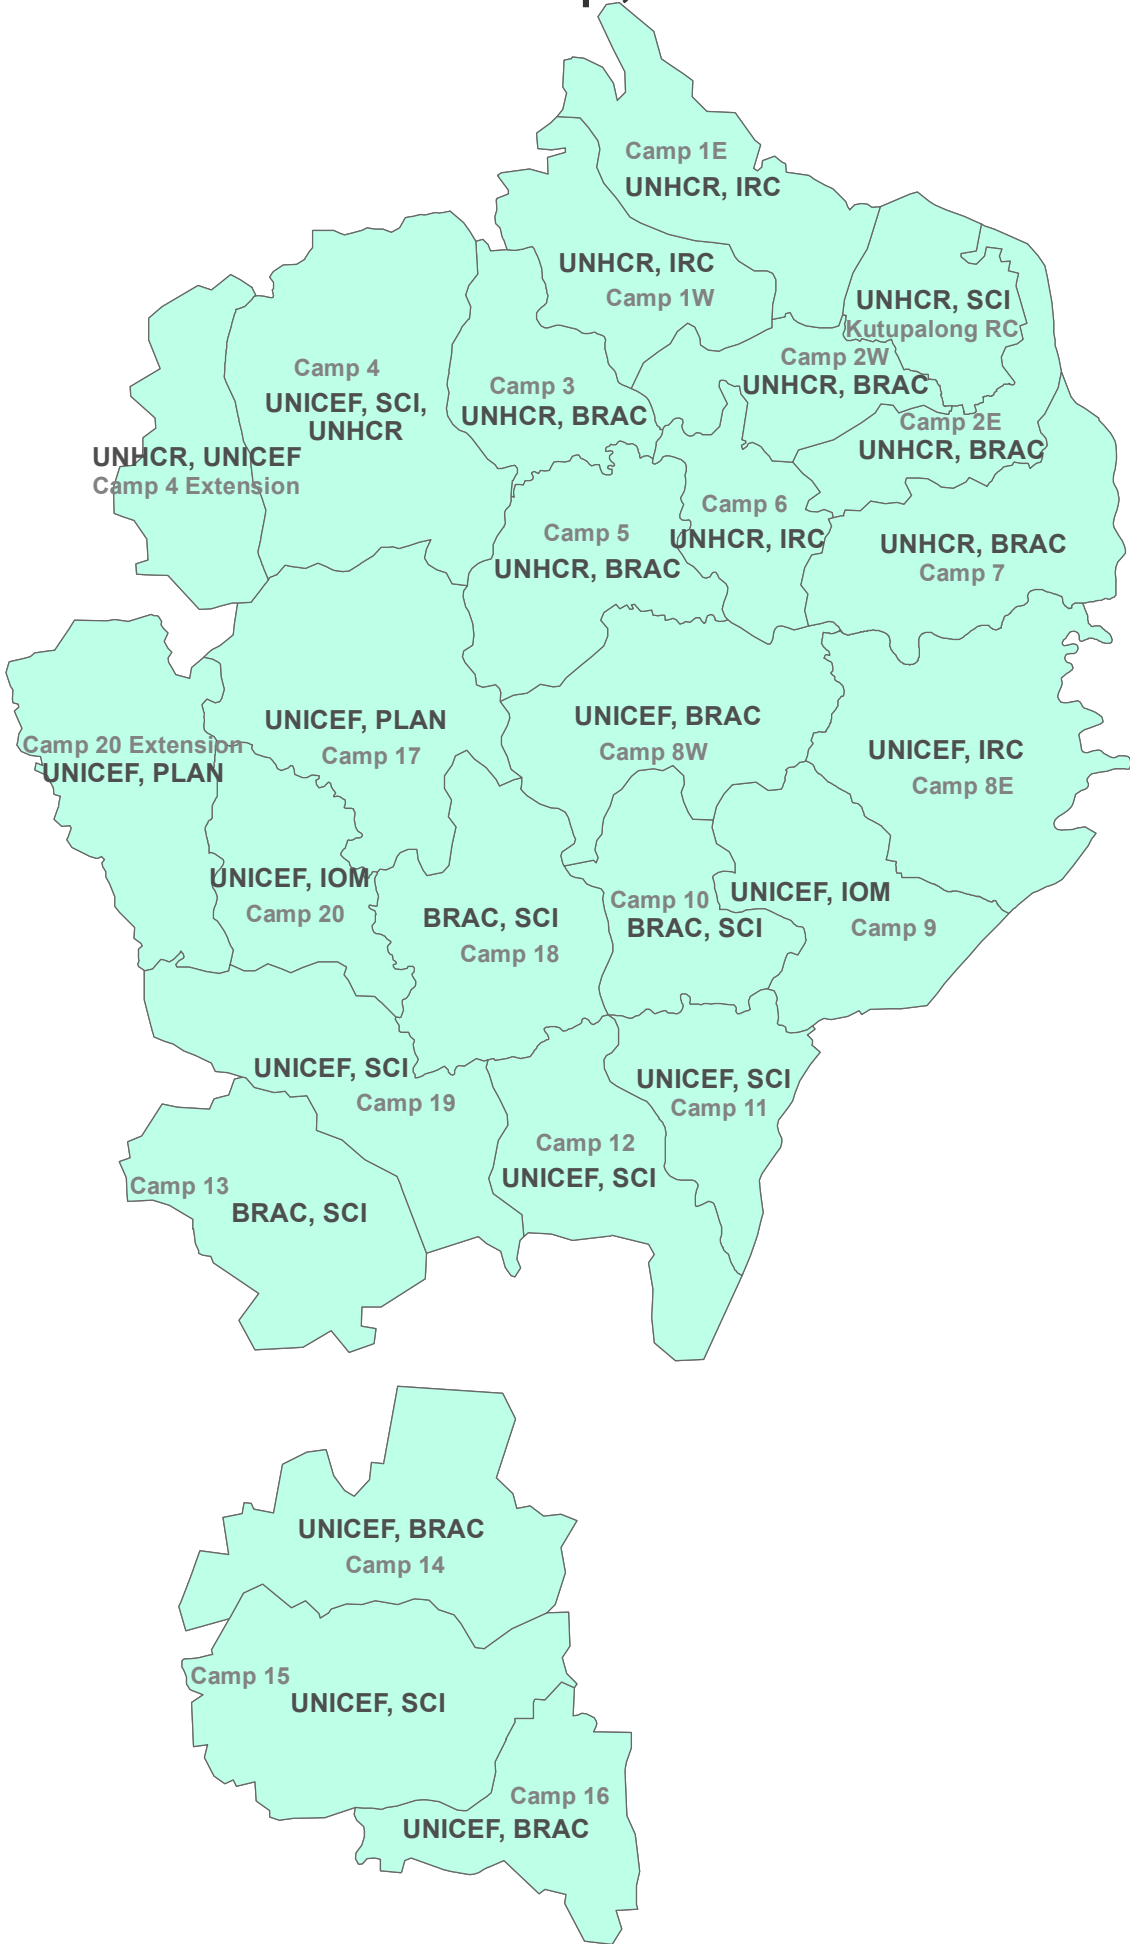 Camp 1E
UNHCR, IRC
UNHCR, IRC
Camp 1W
UNHCR, SCI
Kutupalong RC
Camp 2W
UNHCR, BRAC
Camp 4
UNICEF, SCI,
UNHCR
Camp 3
UNHCR, BRAC
Camp 2E
UNHCR, BRAC
UNHCR, UNICEF
Camp 4 Extension
Camp 6
UNHCR, IRC
Camp 5
UNHCR, BRAC
UNHCR, BRAC
Camp 7
UNICEF, PLAN
Camp 17
UNICEF, BRAC
Camp 8W
UNICEF, IRC
Camp 8E
Camp 20 Extension
UNICEF, PLAN
UNICEF, IOM
Camp 20
BRAC, SCI
Camp 18
Camp 10
BRAC, SCI
UNICEF, IOM
Camp 9
UNICEF, SCI
Camp 19
UNICEF, SCI
Camp 11
Camp 12
UNICEF, SCI
Camp 13
BRAC, SCI
UNICEF, BRAC
Camp 14
Camp 15
UNICEF, SCI
Camp 16
UNICEF, BRAC